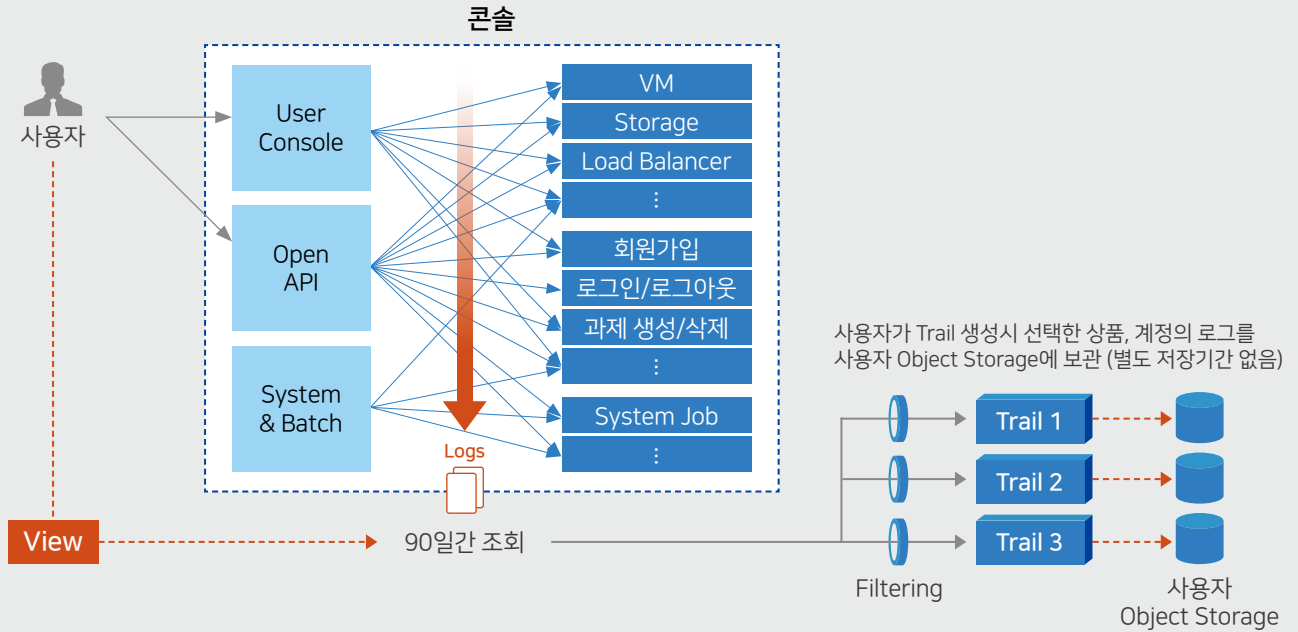 콘솔
사용자
User
Console
Open
API
System
& Batch
VM
Storage
Load Balancer
⋮
회원가입
로그인/로그아웃
과제 생성/삭제
⋮
System Job
⋮
Logs
View
90일간 조회
사용자가 Trail 생성시 선택한 상품, 계정의 로그를
사용자 Object Storage에 보관 (별도 저장기간 없음)
Trail 1
Trail 2
Trail 3
Filtering
사용자
Object Storage